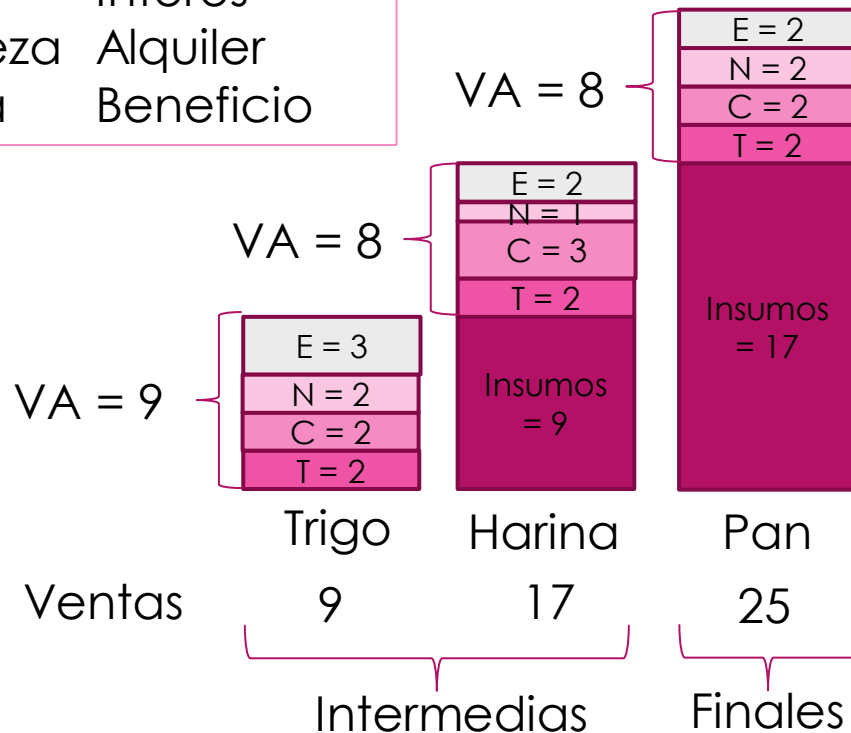 Alquiler
Beneficio
VA = 8
E = 2
N = 2
C = 2
T = 2
Insumos
= 17
VA = 8
E = 2
N = 1
C = 3
T = 2
Insumos
= 9
VA = 9
E = 3
N = 2
C = 2
T = 2
Trigo Harina Pan
Ventas 9 17 25
Intermedias Finales